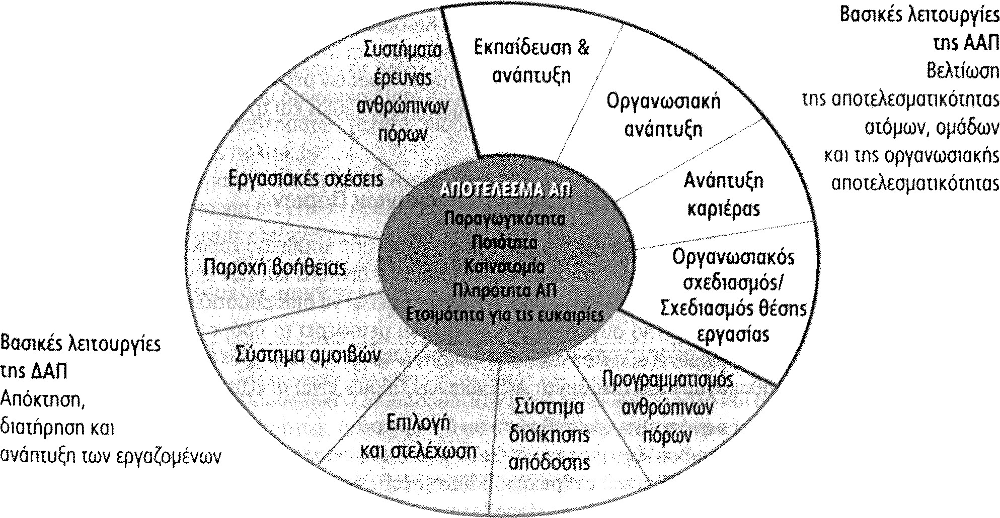 Βασικές λειτουργίες
της ΑΑΠ
Βελτίωση
της αποτελεσματικότητας
ατόμων, ομάδων
και της οργανωσιακής
αποτελεσματικότητας
Εκπαίδευση &
ανάπτυξη
Οργανωσιακή
ανάπτυξη
Ανάπτυξη
καριέρας
Οργανωσιακός
σχεδιασμός/
Σχεδιασμός θέσης
εργασίας
Προγραμματισμός
ανθρώπινων
πόρων
Σύστημα
διοίκησης
απόδοσης
Επιλογή
και στελέχωση
Σύστημα αμοιβών
Παροχή βοήθειας
Εργασιακές σχέσεις
Συστήματα
έρευνας
ανθρώπινων
πόρων
ΑΠΟΤΕΛΕΣΜΑ ΑΠ
Παραγωγικότητα
Ποιότητα
Καινοτομία
Πληρότητα ΑΠ
Ετοιμότητα για τις ευκαιρίες
Βασικές λειτουργίες
της ΔΑΠ
Απόκτηση,
διατήρηση και
ανάπτυξη των εργαζομένων